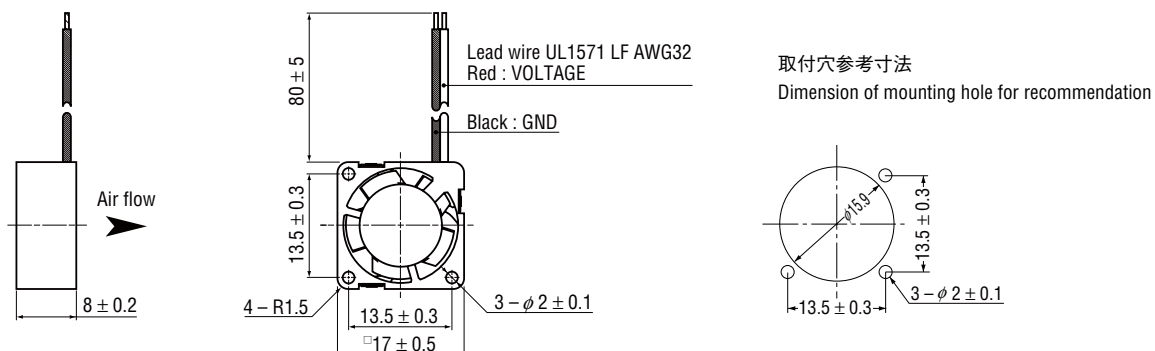 80 ± 5
Lead wire UL1571 LF AWG32
Red : VOLTAGE
Black : GND
Air flow
8 ± 0.2
13.5 ± 0.3
4 – R1.5
13.5 ± 0.3
□17 ± 0.5
3 – ϕ 2 ± 0.1
取付穴参考寸法
Dimension of mounting hole for recommendation
ϕ15.9
13.5 ± 0.3
13.5 ± 0.3
3 – ϕ 2 ± 0.1